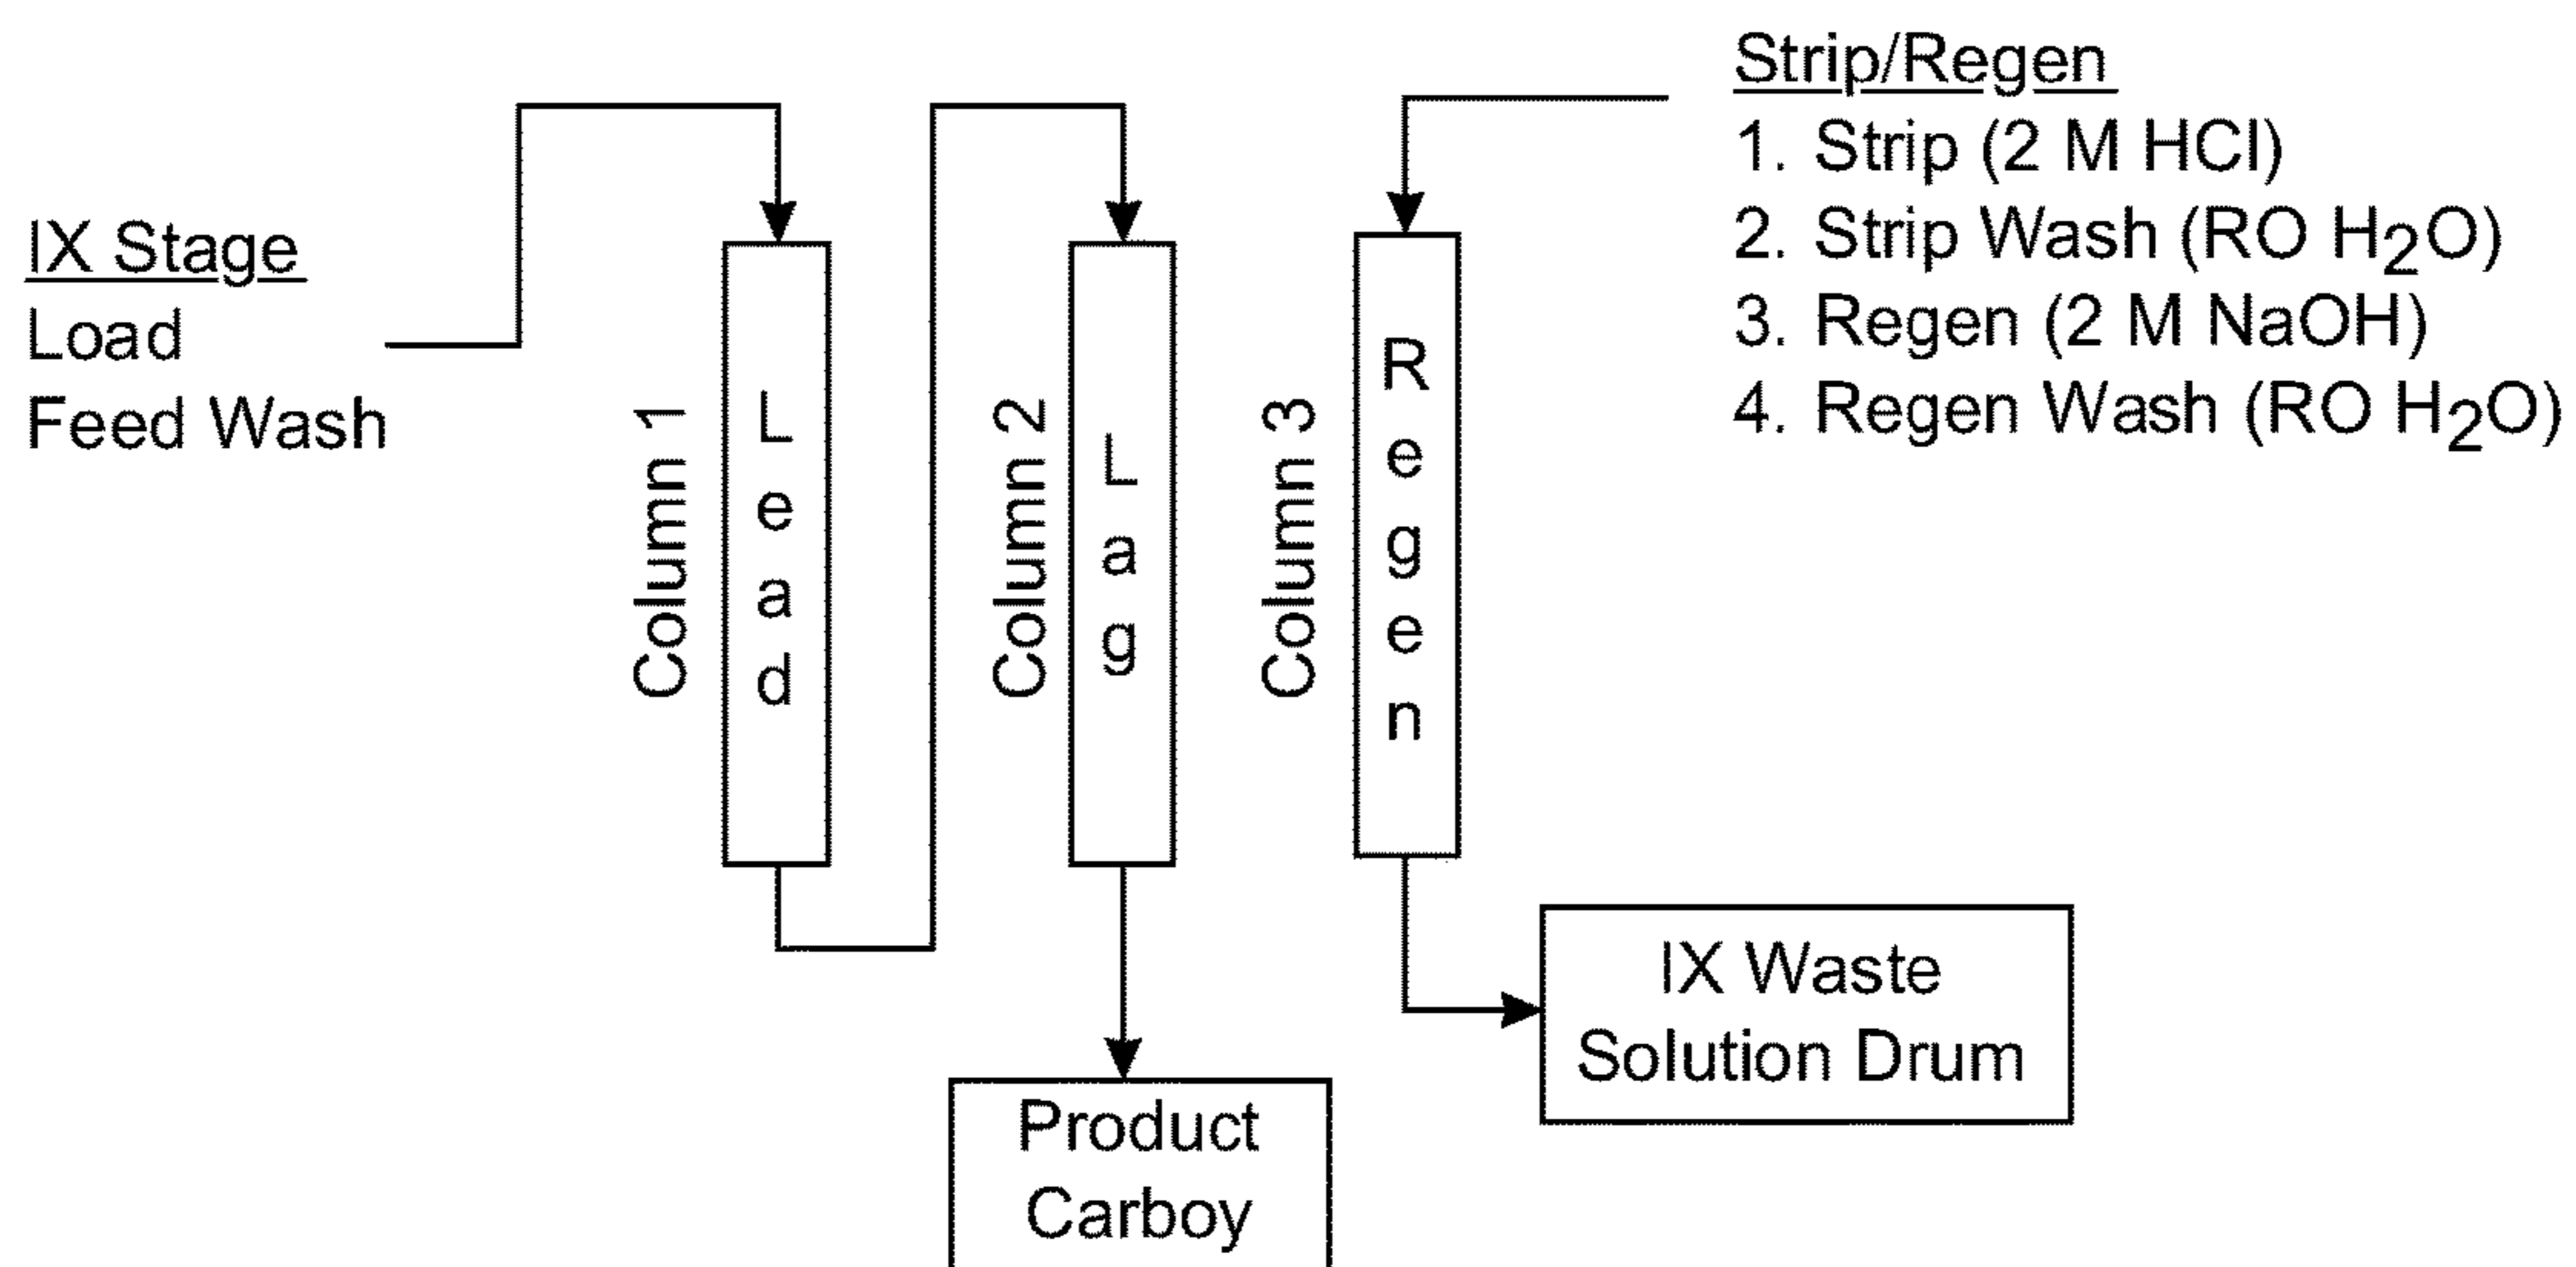 IX Stage
Load
Feed Wash
Column 1
Lead
Column 2
Lag
Column 3
Regen
Strip/Regen
1. Strip (2 M HCl)
2. Strip Wash (RO H₂O)
3. Regen (2 M NaOH)
4. Regen Wash (RO H₂O)
Product
Carboy
IX Waste
Solution Drum